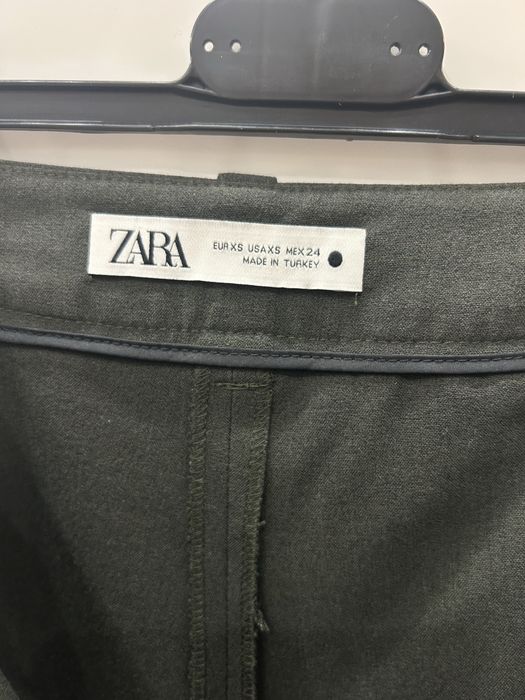 ZARA
EUR XS USA XS MEX 24
MADE IN TURKEY